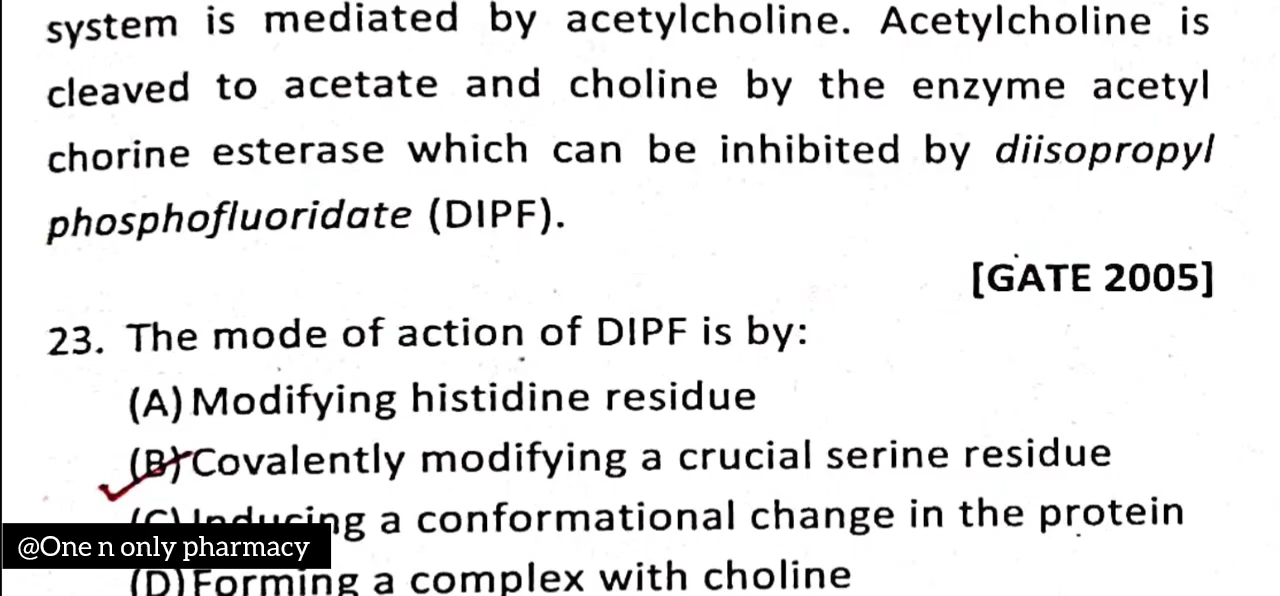 system is mediated by acetylcholine. Acetylcholine is
cleaved to acetate and choline by the enzyme acetyl
chorine esterase which can be inhibited by diisopropyl
phosphofluoridate (DIPF).
[GATE 2005]
23. The mode of action of DIPF is by:
(A) Modifying histidine residue
(B) Covalently modifying a crucial serine residue
(C) Inducing a conformational change in the protein
@One n only pharmacy
(D) Forming a complex with choline